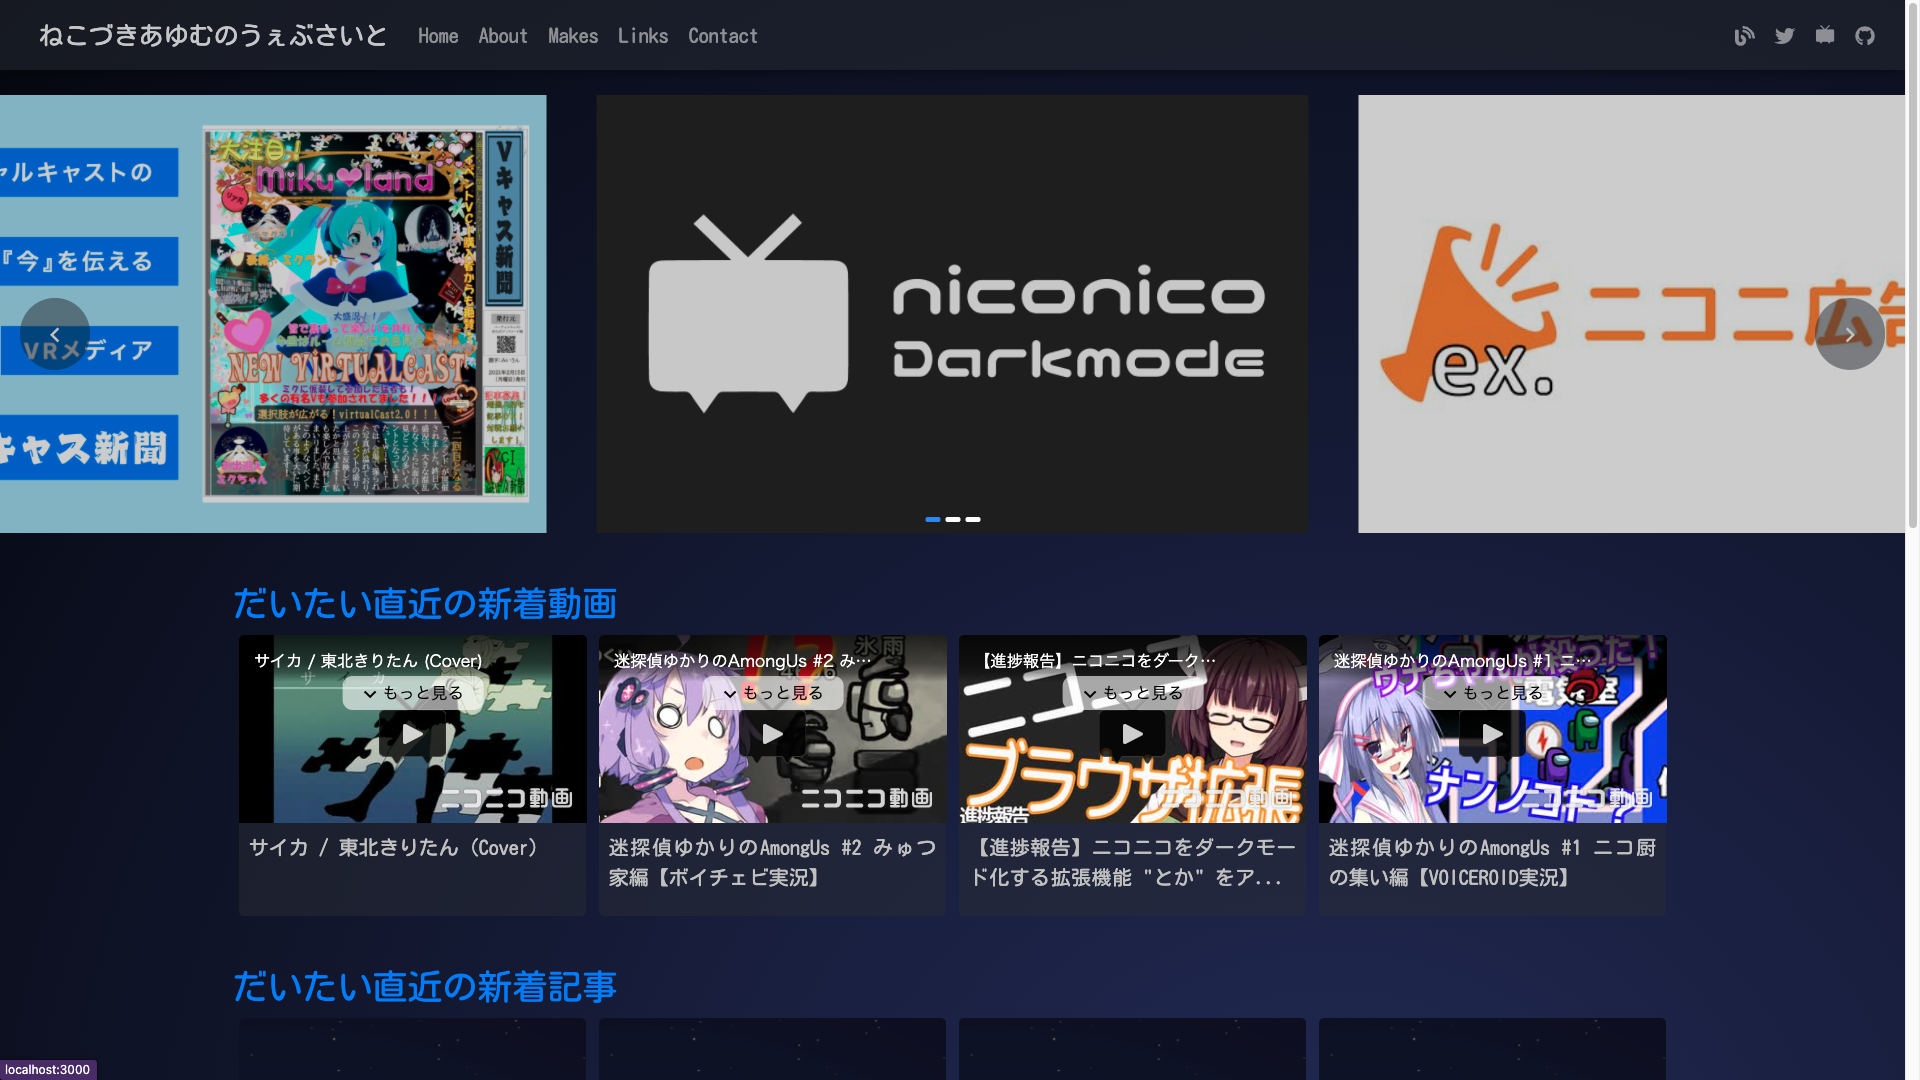 ねこづきあゆむのうぇぶさいと
Home About Makes Links Contact
ャルキャストの
『今』を伝える
VRメディア
キャス新聞
大注目!
miku land
Vキャス新聞
NEW VIRTUALCAST
多くの有名Vも参加されてました!!!
選択肢が広がる!virtualCast2.0!!!
niconico
Darkmode
ニコニ広告
ex.
だいたい直近の新着動画
サイカ / 東北きりたん (Cover)
もっと見る
ニコニコ動画
サイカ / 東北きりたん (Cover)
迷探偵ゆかりのAmongUs #2 み…
もっと見る
ニコニコ動画
迷探偵ゆかりのAmongUs #2 みゅつ
家編【ボイチェビ実況】
【進捗報告】ニコニコをダーク…
もっと見る
ブラウザ拡張
進捗報告
ニコニコ動画
【進捗報告】ニコニコをダークモー
ド化する拡張機能 "とか" をア...
迷探偵ゆかりのAmongUs #1 ニ…
もっと見る
電気室
ナンノコト?
ニコニコ動画
迷探偵ゆかりのAmongUs #1 ニコ厨
の集い編【VOICEROID実況】
だいたい直近の新着記事
localhost:3000